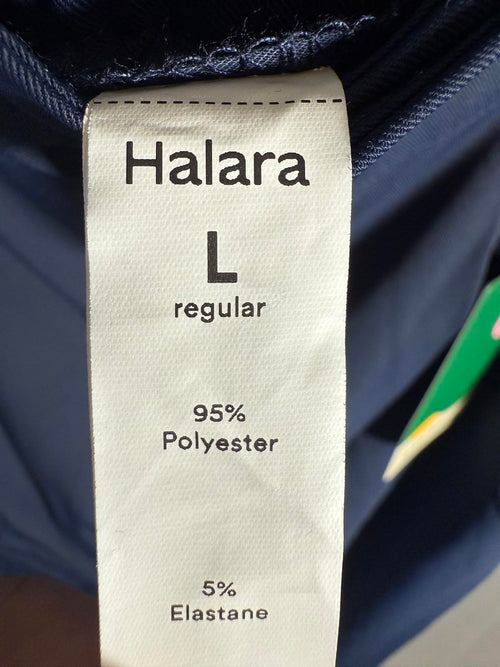 Halara
L
regular
95%
Polyester
5%
Elastane